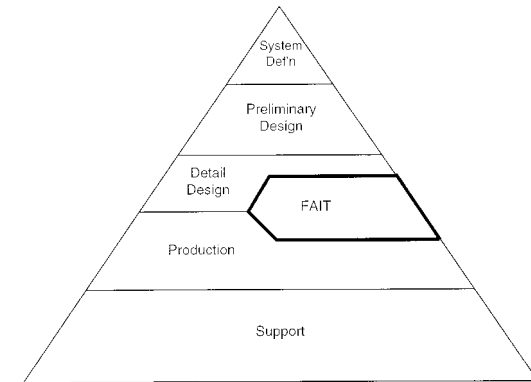 System
Def'n
Preliminary
Design
Detail
Design
FAIT
Production
Support